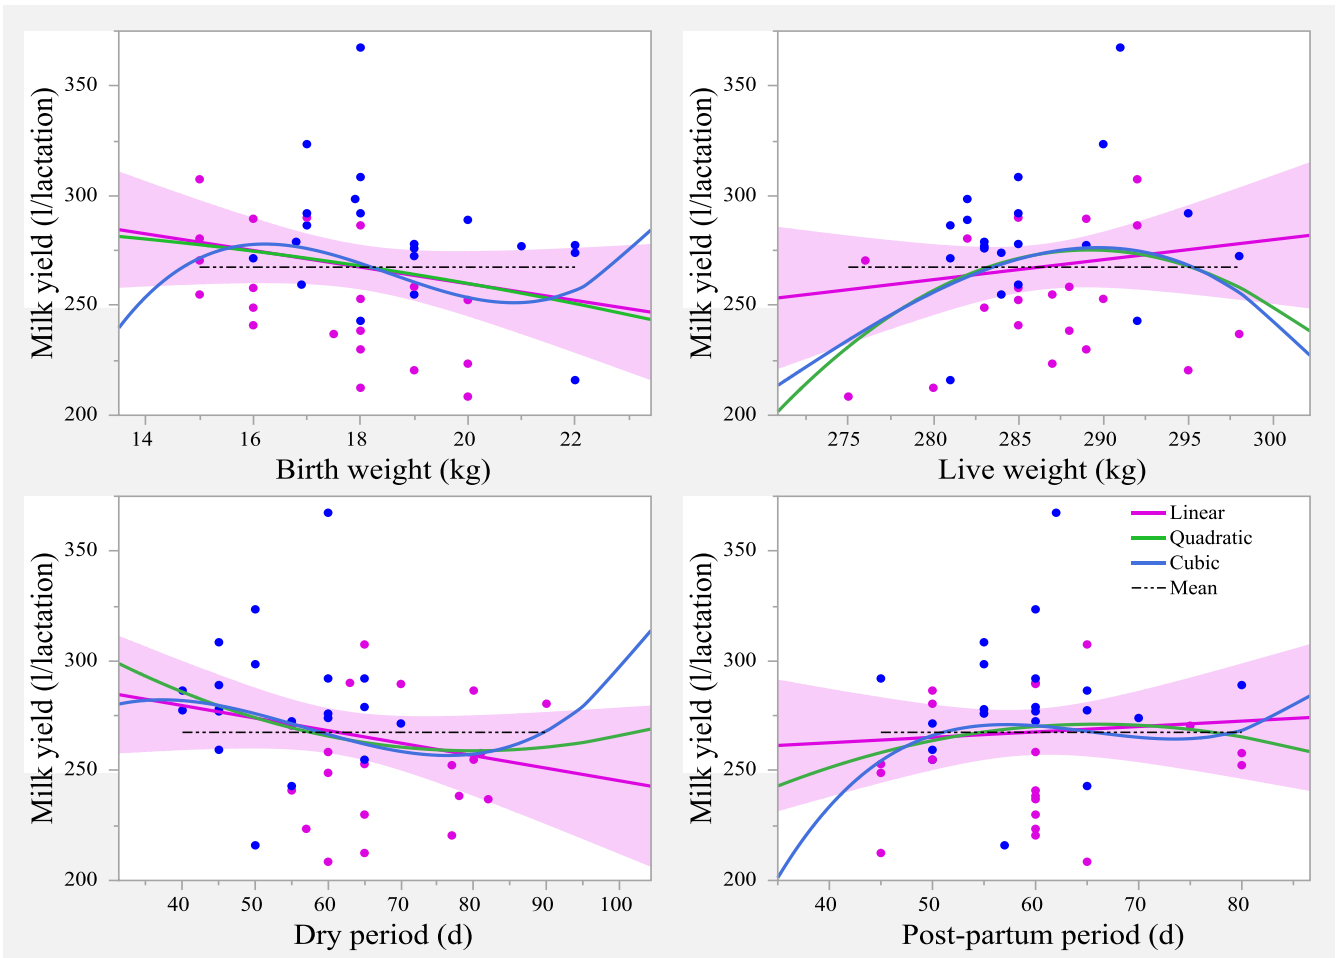 350
300
250
200
Milk yield (l/lactation)
14 16 18 20 22
Birth weight (kg)
350
300
250
200
Milk yield (l/lactation)
275 280 285 290 295 300
Live weight (kg)
350
300
250
200
Milk yield (l/lactation)
40 50 60 70 80 90 100
Dry period (d)
350
300
250
200
Milk yield (l/lactation)
Linear
Quadratic
Cubic
Mean
40 50 60 70 80
Post-partum period (d)